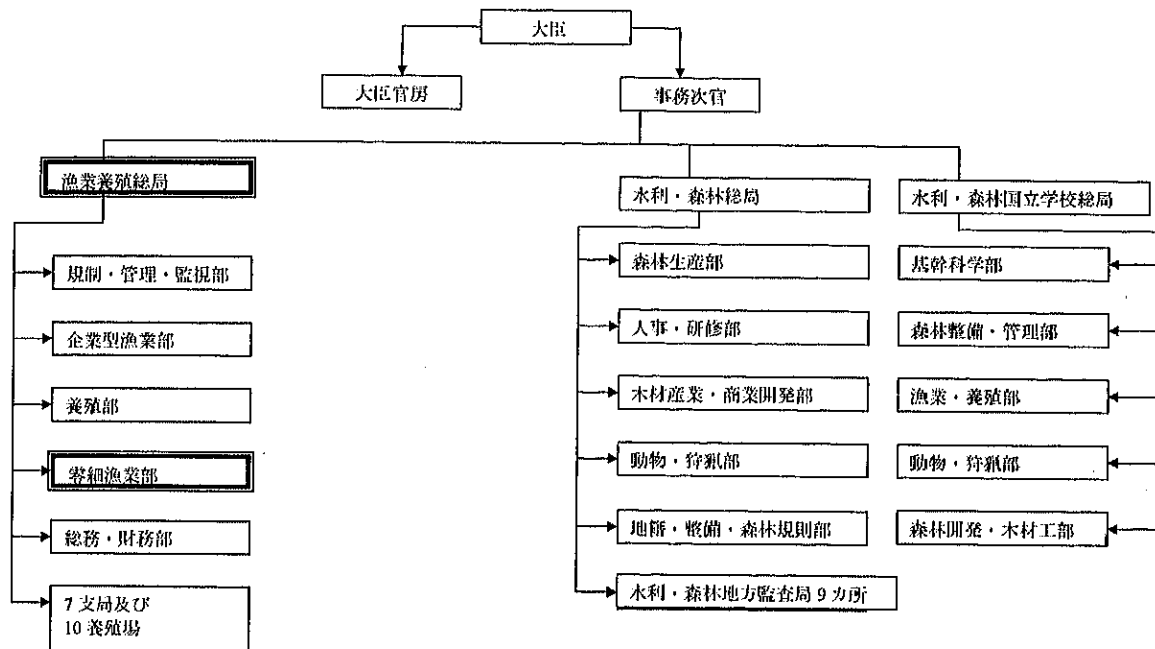 大臣
大臣官房
事務次官
漁業養殖総局
水利・森林総局
水利・森林国立学校総局
規制・管理・監視部
企業型漁業部
養殖部
零細漁業部
総務・財務部
7 支局及び
10 養殖場
森林生産部
人事・研修部
木材産業・商業開発部
動物・狩猟部
・整備・森林規則部
水利・森林地方監査局 9 カ所
基幹科学部
森林整備・管理部
漁業・養殖部
動物・狩猟部
森林開発・木材工部